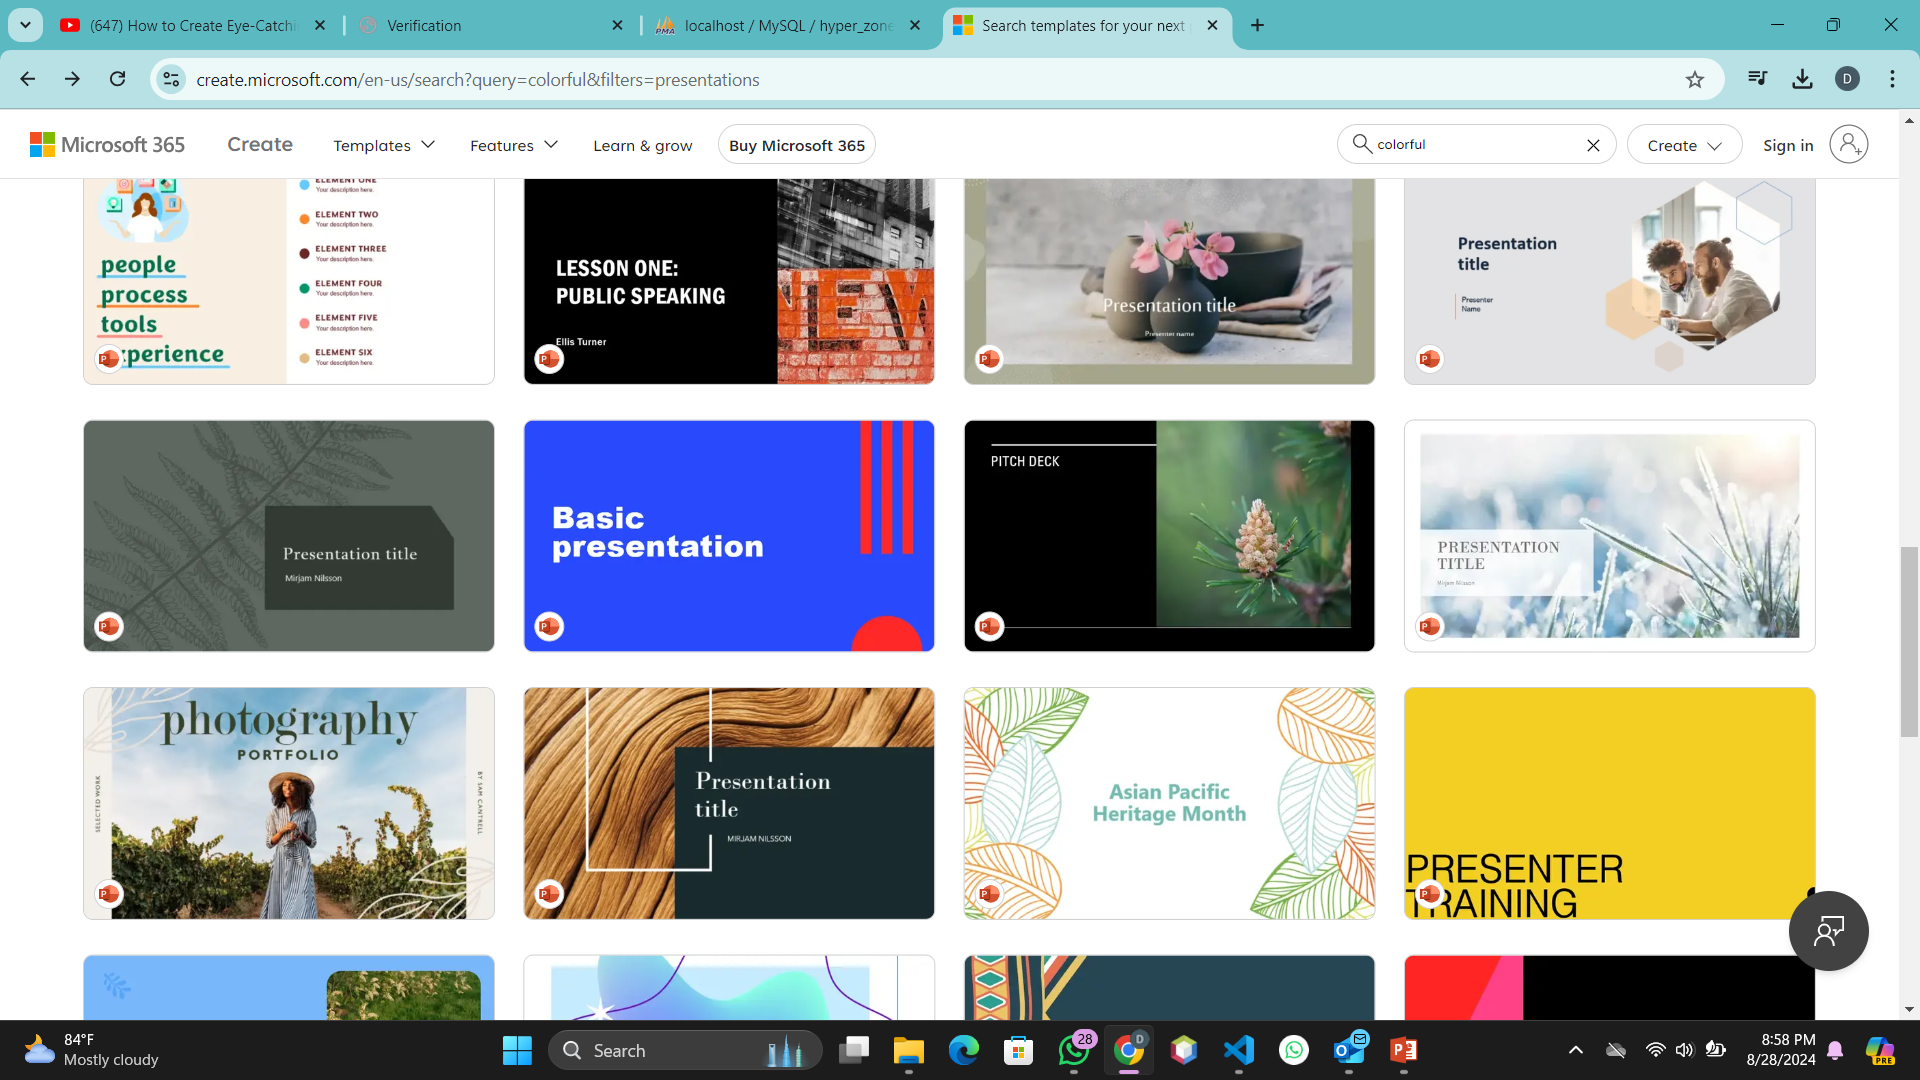 (647) How to Create Eye-Catchi
Verification
localhost / MySQL / hyper_zone
Search templates for your next
create.microsoft.com/en-us/search?query=colorful&filters=presentations
D
Microsoft 365
Create
Templates
Features
Learn & grow
Buy Microsoft 365
colorful
Create
Sign in
people
process
tools
experience
ELEMENT ONE
Your description here.
ELEMENT TWO
Your description here.
ELEMENT THREE
Your description here.
ELEMENT FOUR
Your description here.
ELEMENT FIVE
Your description here.
ELEMENT SIX
Your description here.
LESSON ONE:
PUBLIC SPEAKING
Ellis Turner
Presentation title
Presenter name
Presentation
title
Presenter
Name
Presentation title
Mirjam Nilsson
Basic
presentation
PITCH DECK
PRESENTATION
TITLE
Mirjam Nilsson
photography
PORTFOLIO
SELECTED WORK
BY SAM CANTRELL
Presentation
title
MIRJAM NILSSON
Asian Pacific
Heritage Month
PRESENTER
TRAINING
84°F
Mostly cloudy
Search
28
D
8:58 PM
8/28/2024
PRE